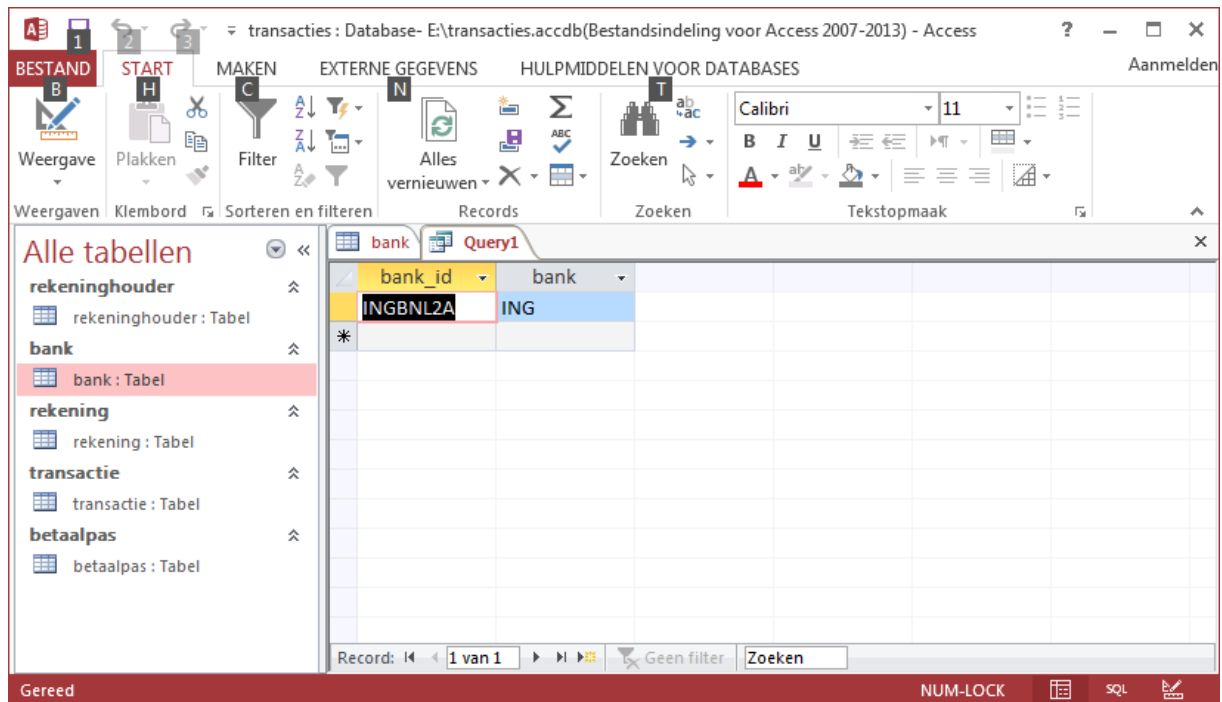 transacties : Database- E:\transacties.accdb(Bestandsindeling voor Access 2007-2013) - Access ?
1 2 3
BESTAND START MAKEN EXTERNE GEGEVENS HULPMIDDELEN VOOR DATABASES Aanmelden
B H C N T
Calibri 11
Weergave Plakken Filter Alles vernieuwen Zoeken
B I U
Weergaven Klembord Sorteren en filteren Records Zoeken Tekstopmaak
Alle tabellen
rekeninghouder
rekeninghouder : Tabel
bank
bank : Tabel
rekening
rekening : Tabel
transactie
transactie : Tabel
betaalpas
betaalpas : Tabel
bank Query1
bank_id bank
INGBNL2A ING
Record: 1 van 1 Geen filter Zoeken
Gereed NUM-LOCK SQL